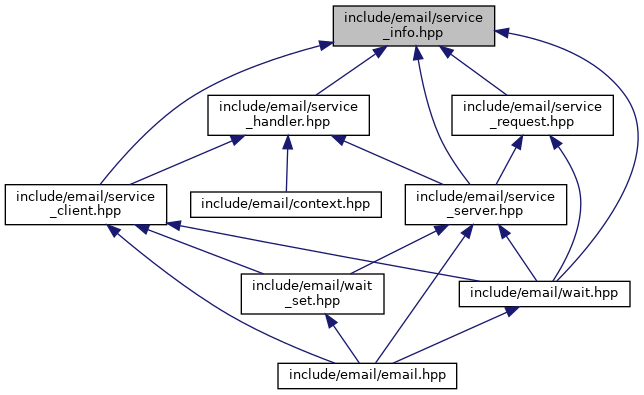 include/email/service
_info.hpp
include/email/service
_handler.hpp
include/email/service
_request.hpp
include/email/service
_client.hpp
include/email/context.hpp
include/email/service
_server.hpp
include/email/wait
_set.hpp
include/email/wait.hpp
include/email/email.hpp